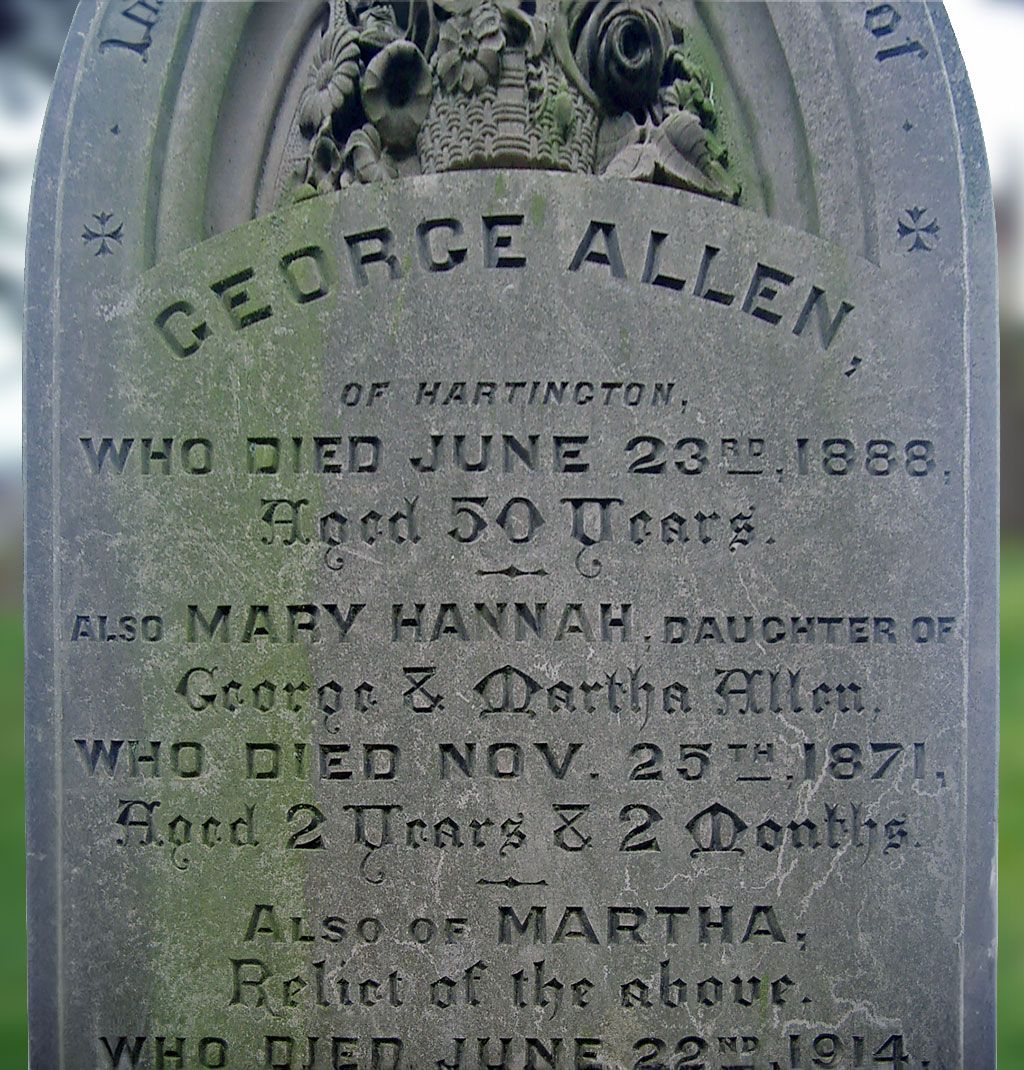 of
GEORGE ALLEN,
OF HARTINGTON,
WHO DIED JUNE 23RD, 1888,
Aged 50 Years.
ALSO MARY HANNAH, DAUGHTER OF
George & Martha Allen,
WHO DIED NOV. 25TH, 1871,
Aged 2 Years & 2 Months.
ALSO OF MARTHA,
Relict of the above.
WHO DIED JUNE 22ND, 1914,